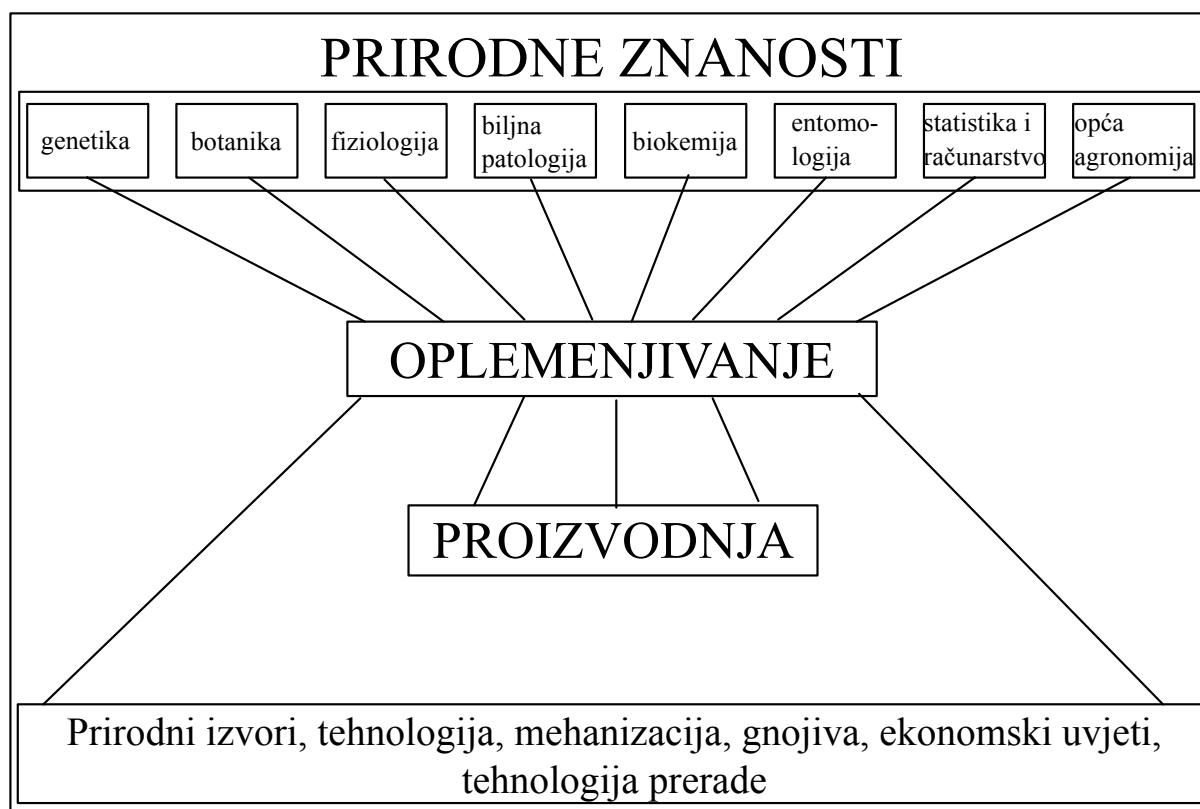 PRIRODNE ZNANOSTI
genetika
botanika
fiziologija
biljna
patologija
biokemija
entomo-
logija
statistika i
računarstvo
opća
agronomija
OPLEMENJIVANJE
PROIZVODNJA
Prirodni izvori, tehnologija, mehanizacija, gnojiva, ekonomski uvjeti,
tehnologija prerade